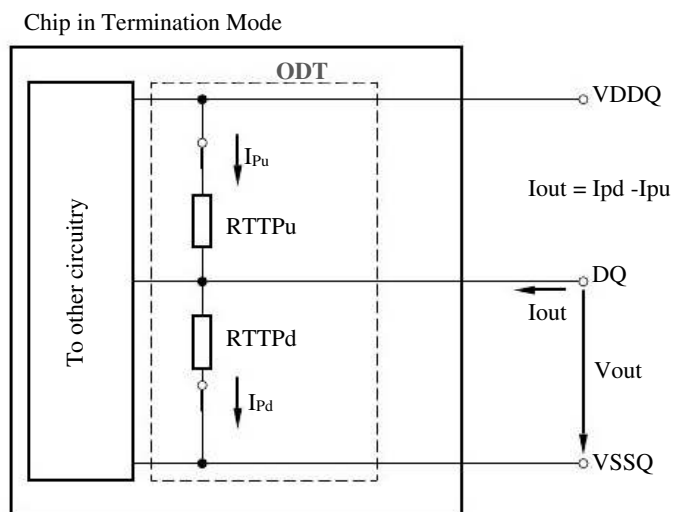 Chip in Termination Mode
ODT
VDDQ
IPu
Iout = Ipd -Ipu
RTTPu
To other circuitry
DQ
Iout
RTTPd
Vout
IPd
VSSQ